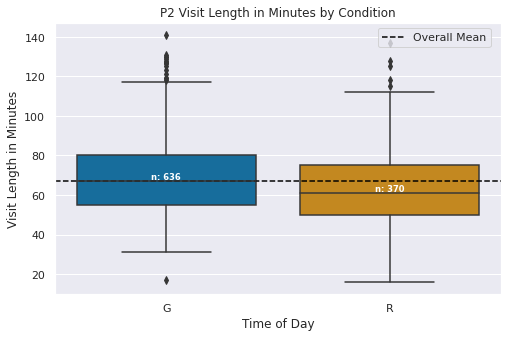 P2 Visit Length in Minutes by Condition
Overall Mean
140
120
100
80
60
40
20
Visit Length in Minutes
n: 636
n: 370
G
R
Time of Day